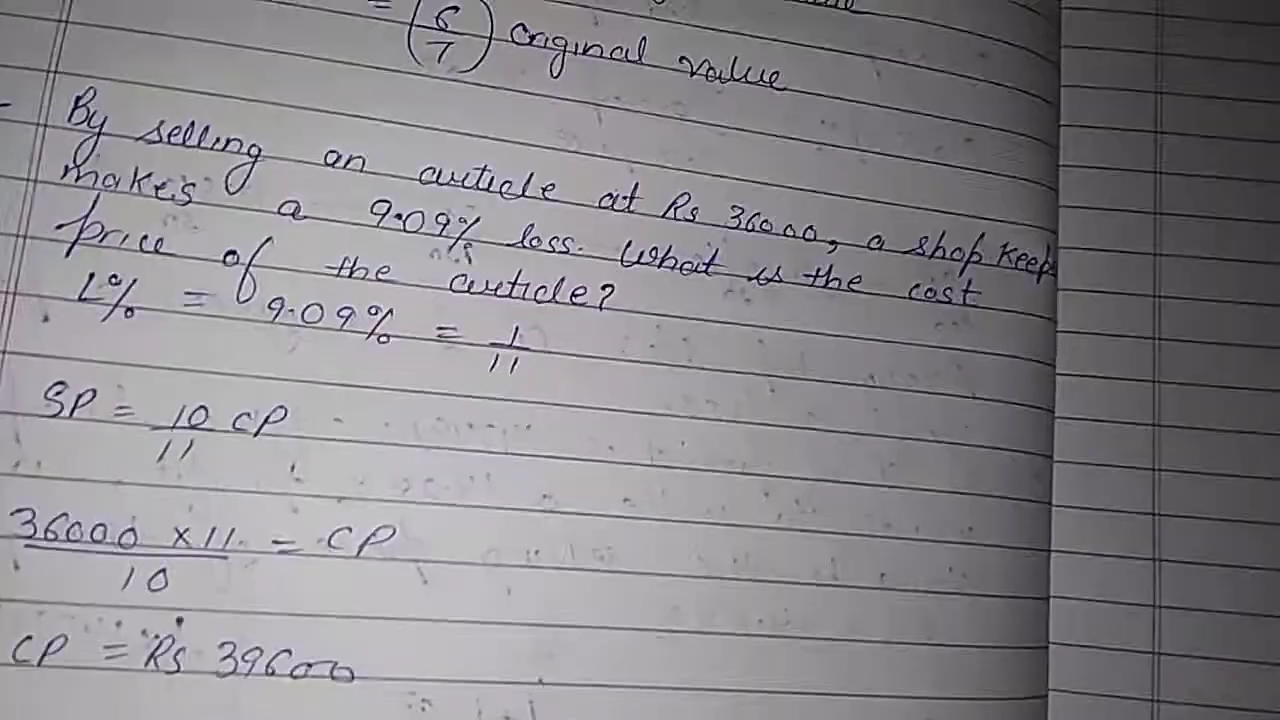 = (6/7) original value
By selling an article at Rs 36000, a shop keep
makes a 9.09% loss. What is the cost
price of the article?
L% = 9.09% = 1/11
SP = 10/11 CP
36000 × 11/10 = CP
CP = Rs 39600